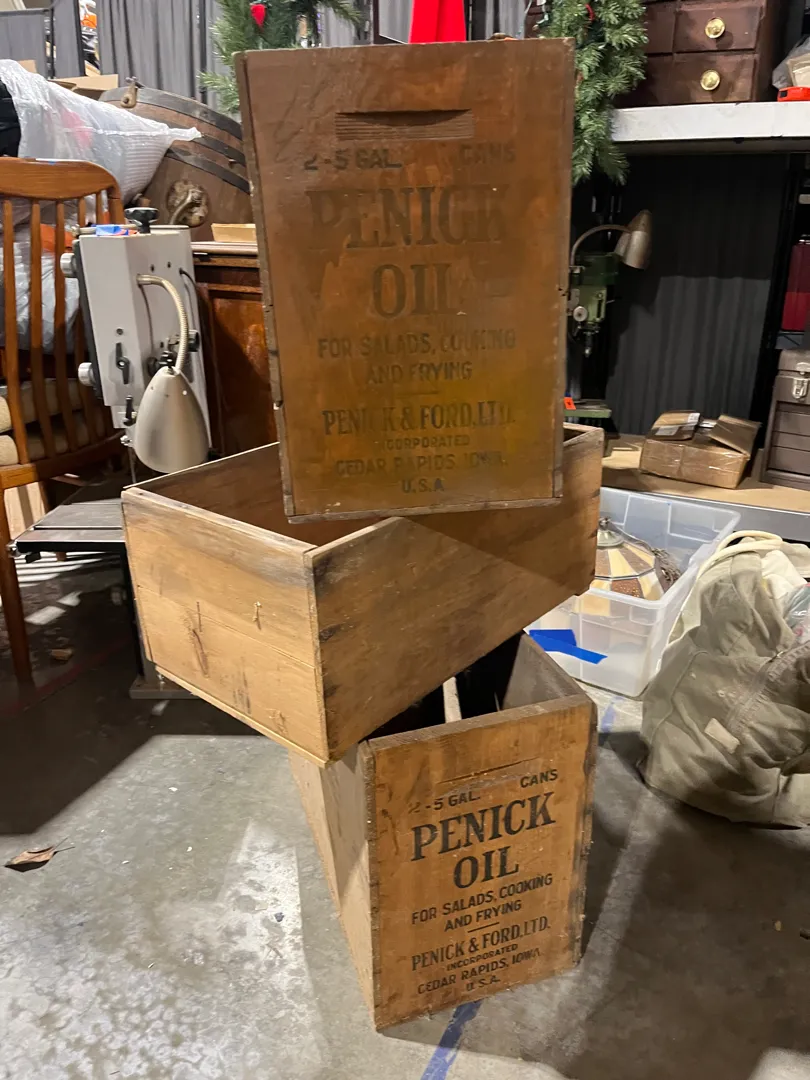 2-5 GAL. CANS
PENICK
OIL
FOR SALADS, COOKING
AND FRYING
PENICK & FORD, LTD.
INCORPORATED
CEDAR RAPIDS, IOWA.
U.S.A.
2-5 GAL. CANS
PENICK
OIL
FOR SALADS, COOKING
AND FRYING
PENICK & FORD, LTD.
INCORPORATED
CEDAR RAPIDS, IOWA
U.S.A.